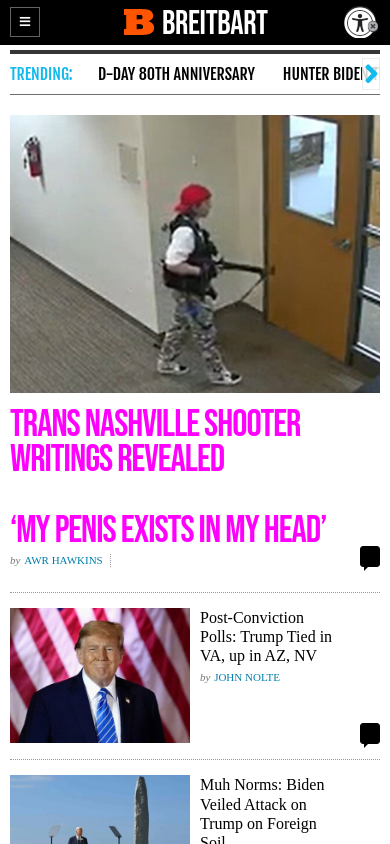 BREITBART
TRENDING:
D-DAY 80TH ANNIVERSARY
HUNTER BIDEN
TRANS NASHVILLE SHOOTER
WRITINGS REVEALED
‘MY PENIS EXISTS IN MY HEAD’
by AWR HAWKINS
Post-Conviction
Polls: Trump Tied in
VA, up in AZ, NV
by JOHN NOLTE
Muh Norms: Biden
Veiled Attack on
Trump on Foreign
Soil